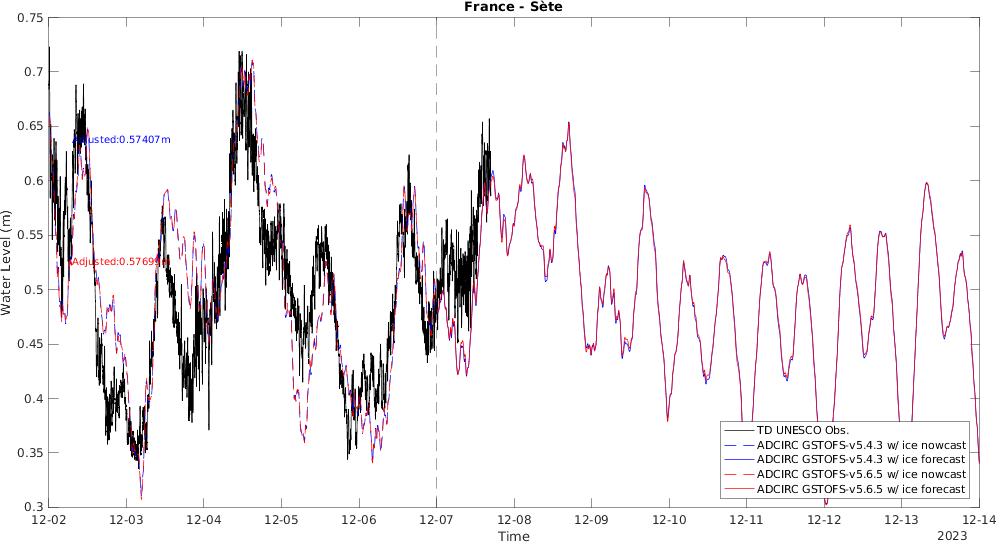 France - Sète
0.75
0.7
0.65
0.6
0.55
0.5
0.45
0.4
0.35
0.3
Water Level (m)
Adjusted:0.57407m
TD UNESCO Obs.
ADCIRC GSTOFS-v5.4.3 w/ ice nowcast
ADCIRC GSTOFS-v5.4.3 w/ ice forecast
ADCIRC GSTOFS-v5.6.5 w/ ice nowcast
ADCIRC GSTOFS-v5.6.5 w/ ice forecast
12-02 12-03 12-04 12-05 12-06 12-07 12-08 12-09 12-10 12-11 12-12 12-13 12-14
Time
2023